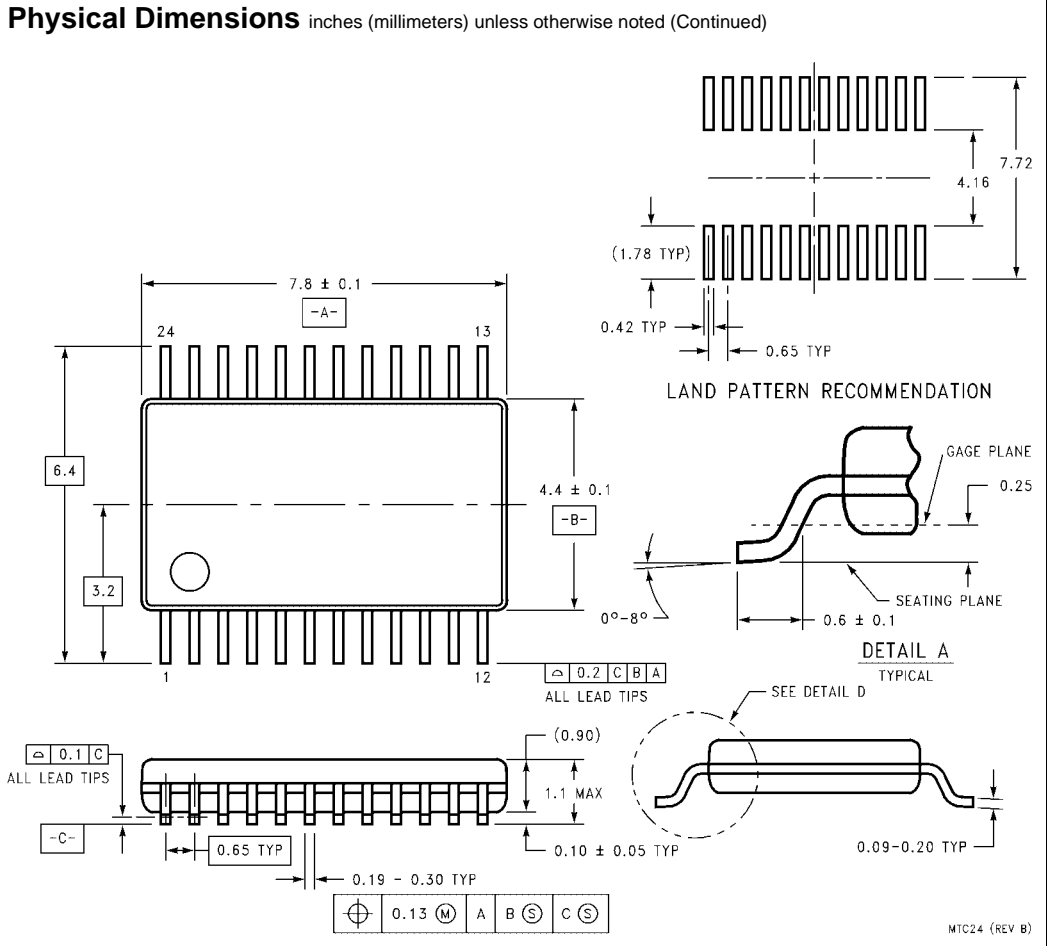 Physical Dimensions inches (millimeters) unless otherwise noted (Continued)
7.72
4.16
(1.78 TYP)
0.42 TYP
0.65 TYP
LAND PATTERN RECOMMENDATION
7.8 ± 0.1
-A-
24
13
6.4
3.2
4.4 ± 0.1
-B-
1
12
⌓ 0.2 C B A
ALL LEAD TIPS
GAGE PLANE
0.25
SEATING PLANE
0°-8°
0.6 ± 0.1
DETAIL A
TYPICAL
SEE DETAIL D
⌓ 0.1 C
ALL LEAD TIPS
-C-
(0.90)
1.1 MAX
0.65 TYP
0.10 ± 0.05 TYP
0.19 - 0.30 TYP
⌖ 0.13 Ⓜ A B Ⓢ C Ⓢ
0.09-0.20 TYP
MTC24 (REV B)